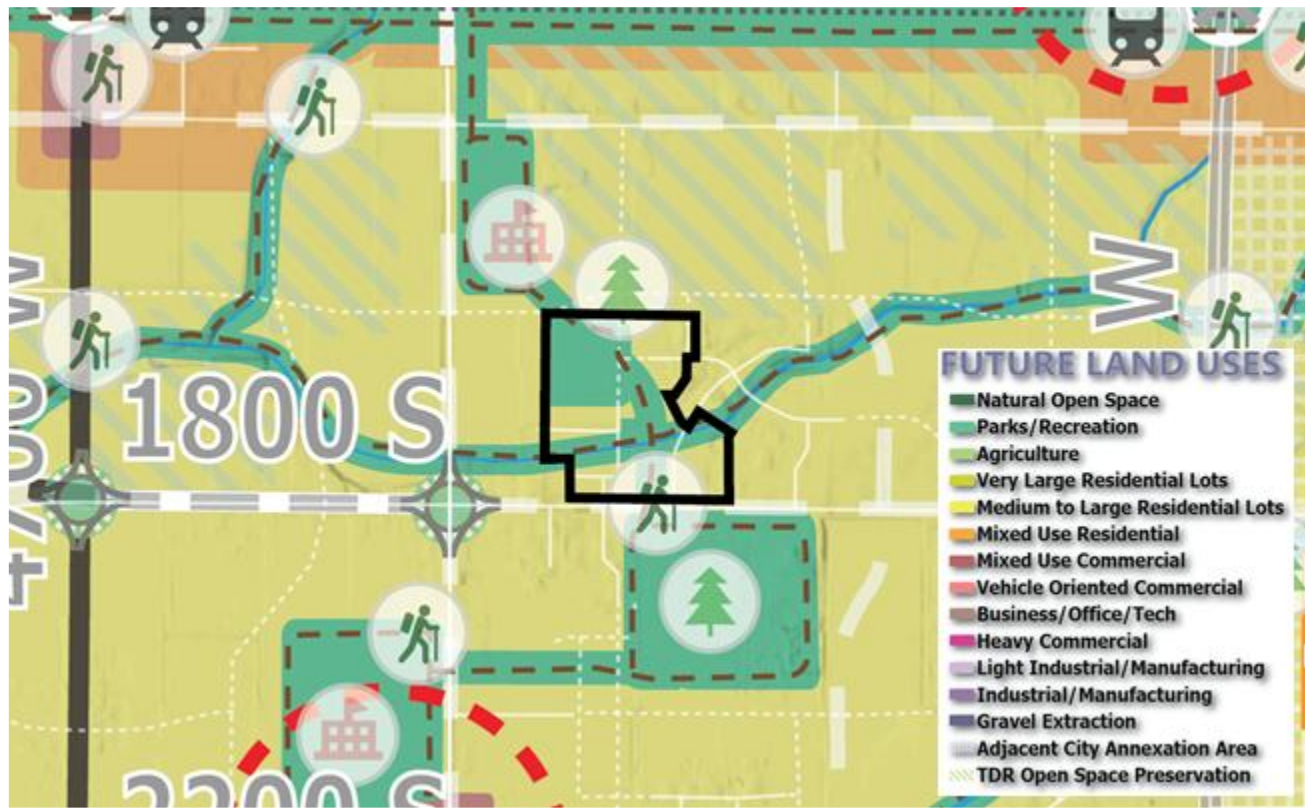 W
1800 S
W
2200 S
FUTURE LAND USES
Natural Open Space
Parks/Recreation
Agriculture
Very Large Residential Lots
Medium to Large Residential Lots
Mixed Use Residential
Mixed Use Commercial
Vehicle Oriented Commercial
Business/Office/Tech
Heavy Commercial
Light Industrial/Manufacturing
Industrial/Manufacturing
Gravel Extraction
Adjacent City Annexation Area
TDR Open Space Preservation